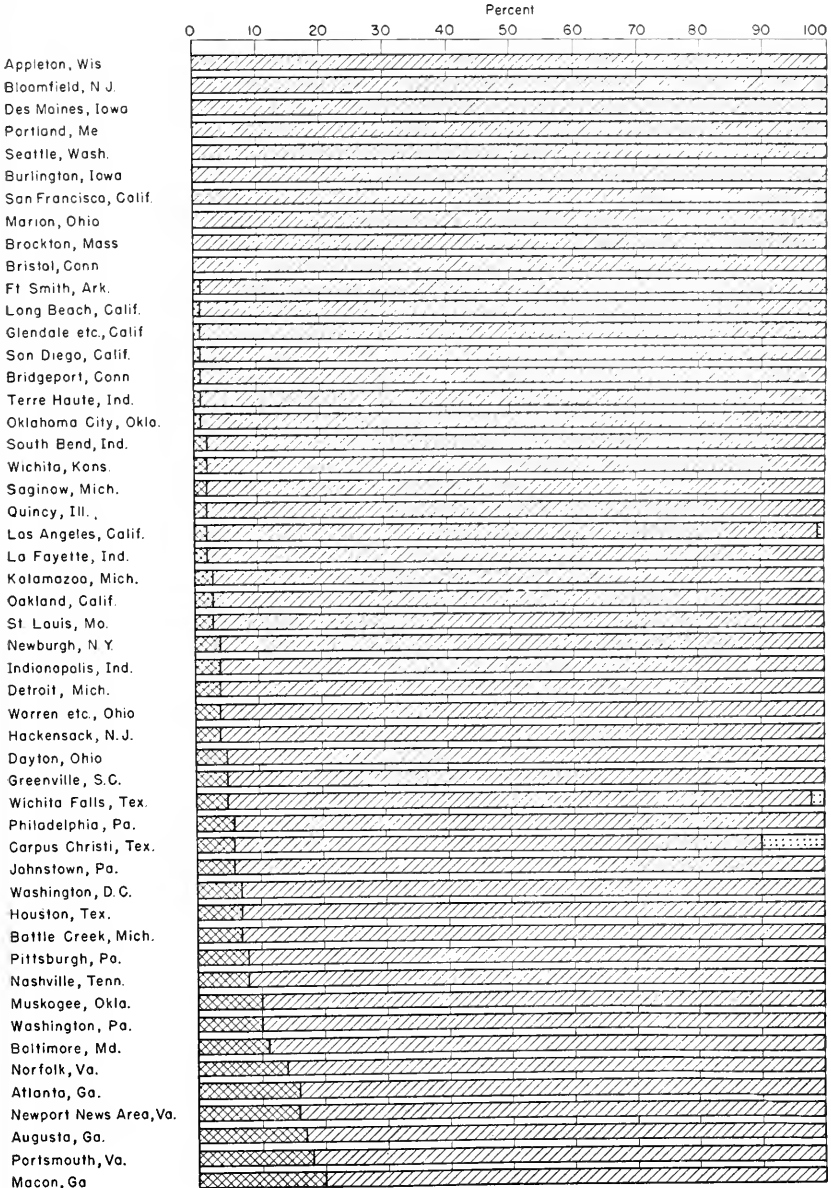 Percent
0 10 20 30 40 50 60 70 80 90 100
Appleton, Wis
Bloomfield, N J.
Des Moines, Iowa
Portland, Me
Seattle, Wash.
Burlington, Iowa
San Francisco, Calif.
Marion, Ohio
Brockton, Mass
Bristol, Conn
Ft Smith, Ark.
Long Beach, Calif.
Glendale etc., Calif
San Diego, Calif.
Bridgeport, Conn
Terre Haute, Ind.
Oklahoma City, Okla.
South Bend, Ind.
Wichita, Kans.
Saginaw, Mich.
Quincy, Ill.
Los Angeles, Calif.
La Fayette, Ind.
Kalamazoo, Mich.
Oakland, Calif.
St. Louis, Mo.
Newburgh, N.Y.
Indianapolis, Ind.
Detroit, Mich.
Warren etc., Ohio
Hackensack, N.J.
Dayton, Ohio
Greenville, S.C.
Wichita Falls, Tex.
Philadelphia, Pa.
Corpus Christi, Tex.
Johnstown, Pa.
Washington, D.C.
Houston, Tex.
Battle Creek, Mich.
Pittsburgh, Pa.
Nashville, Tenn.
Muskogee, Okla.
Washington, Pa.
Baltimore, Md.
Norfolk, Va.
Atlanta, Ga.
Newport News Area, Va.
Augusta, Ga.
Portsmouth, Va.
Macon, Ga